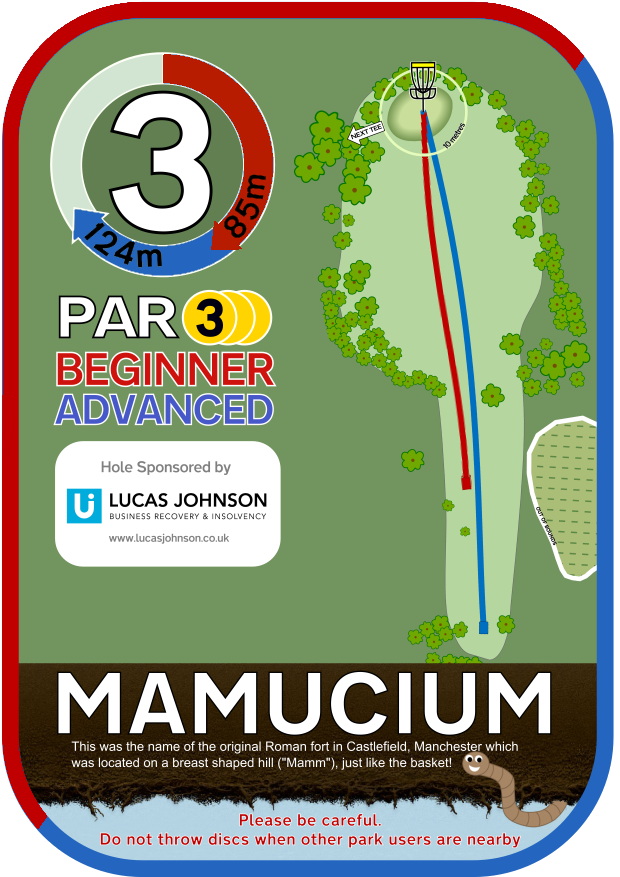 3
85m
124m
PAR 3
BEGINNER
ADVANCED
Hole Sponsored by
Ui LUCAS JOHNSON
BUSINESS RECOVERY & INSOLVENCY
www.lucasjohnson.co.uk
NEXT TEE
10 metres
OUT OF BOUNDS
MAMUCIUM
This was the name of the original Roman fort in Castlefield, Manchester which
was located on a breast shaped hill ("Mamm"), just like the basket!
Please be careful.
Do not throw discs when other park users are nearby